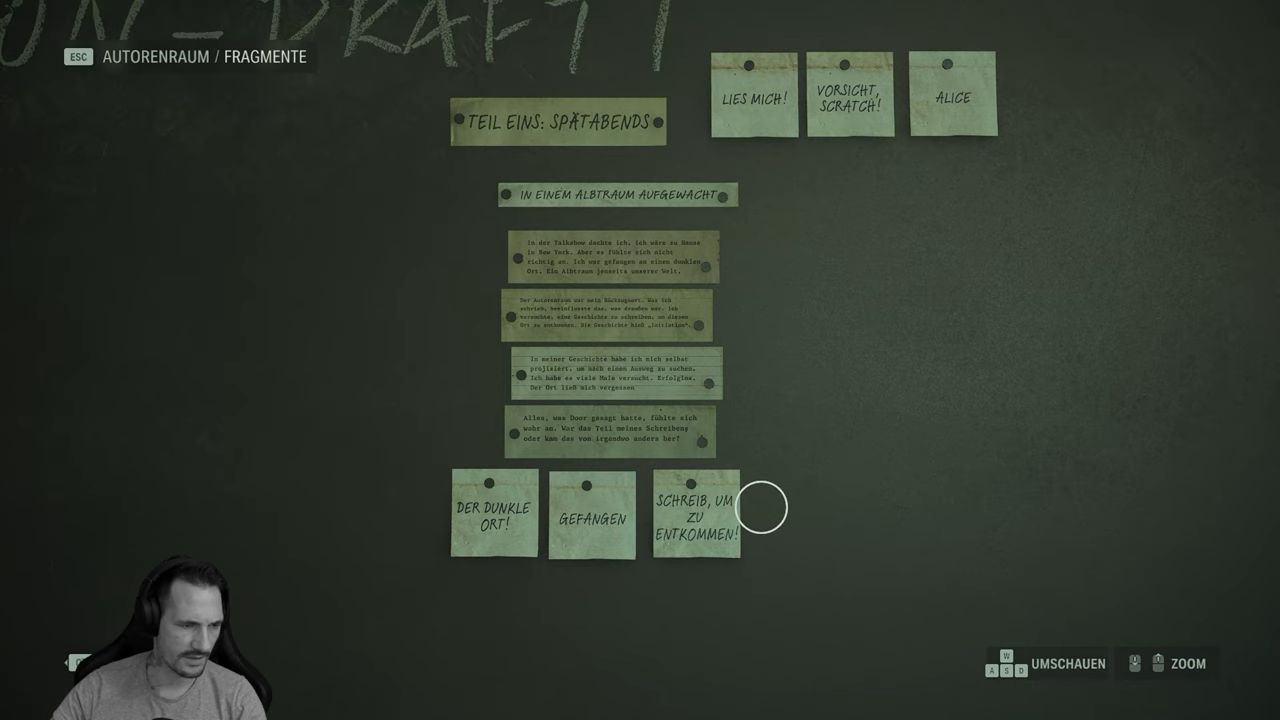 ON - DRAFT 1
ESC AUTORENRAUM / FRAGMENTE
LIES MICH!
VORSICHT,
SCRATCH!
ALICE
TEIL EINS: SPÄTABENDS
IN EINEM ALBTRAUM AUFGEWACHT
In der Talkshow dachte ich, ich wäre zu Hause
in New York. Aber es fühlte sich nicht
richtig an. Ich war gefangen an einem dunklen
Ort. Ein Albtraum jenseits unserer Welt.
Der Autorenraum war mein Rückzugsort. Was ich
schrieb, beeinflusste das, was draußen war. Ich
versuchte, eine Geschichte zu schreiben, um diesem
Ort zu entkommen. Die Geschichte hieß „Initiation".
In meiner Geschichte habe ich mich selbst
projiziert, um nach einen Ausweg zu suchen.
Ich habe es viele Male versucht. Erfolglos.
Der Ort ließ mich vergessen
Alles, was Door gesagt hatte, fühlte sich
wahr an. War das Teil meines Schreibens
oder kam das von irgendwo anders her?
DER DUNKLE
ORT!
GEFANGEN
SCHREIB, UM
ZU
ENTKOMMEN!
W
A S D UMSCHAUEN
ZOOM